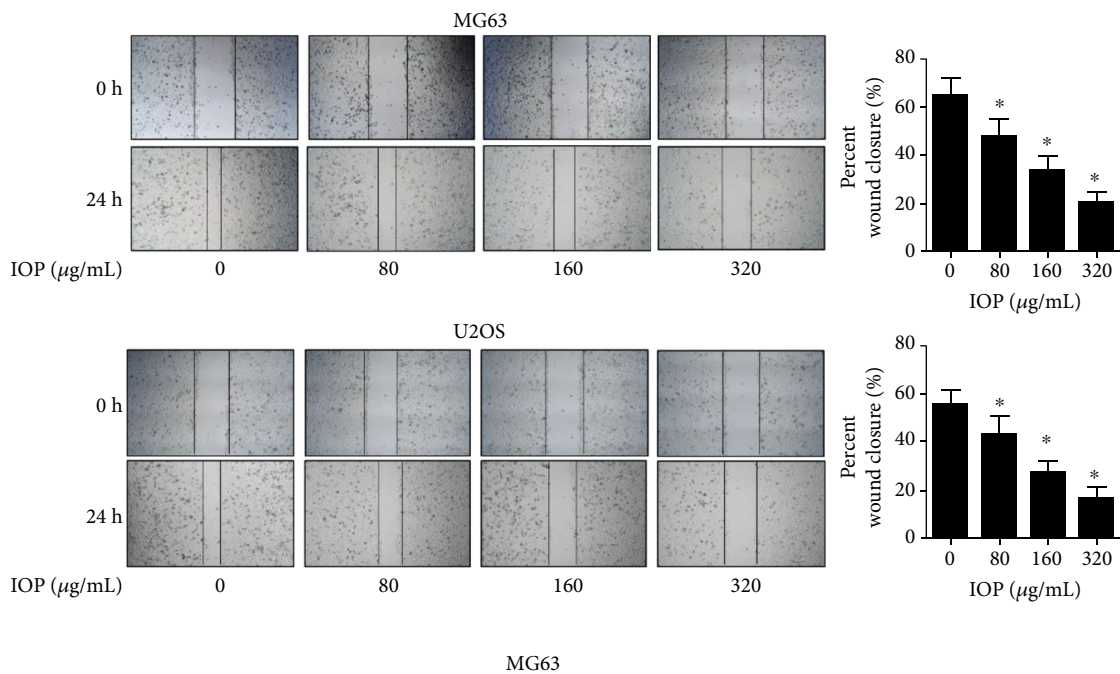 MG63
0 h
24 h
IOP (μg/mL) 0 80 160 320
80
60
40
20
0
Percent
wound closure (%)
* * *
0 80 160 320
IOP (μg/mL)
U2OS
0 h
24 h
IOP (μg/mL) 0 80 160 320
80
60
40
20
0
Percent
wound closure (%)
* * *
0 80 160 320
IOP (μg/mL)
MG63